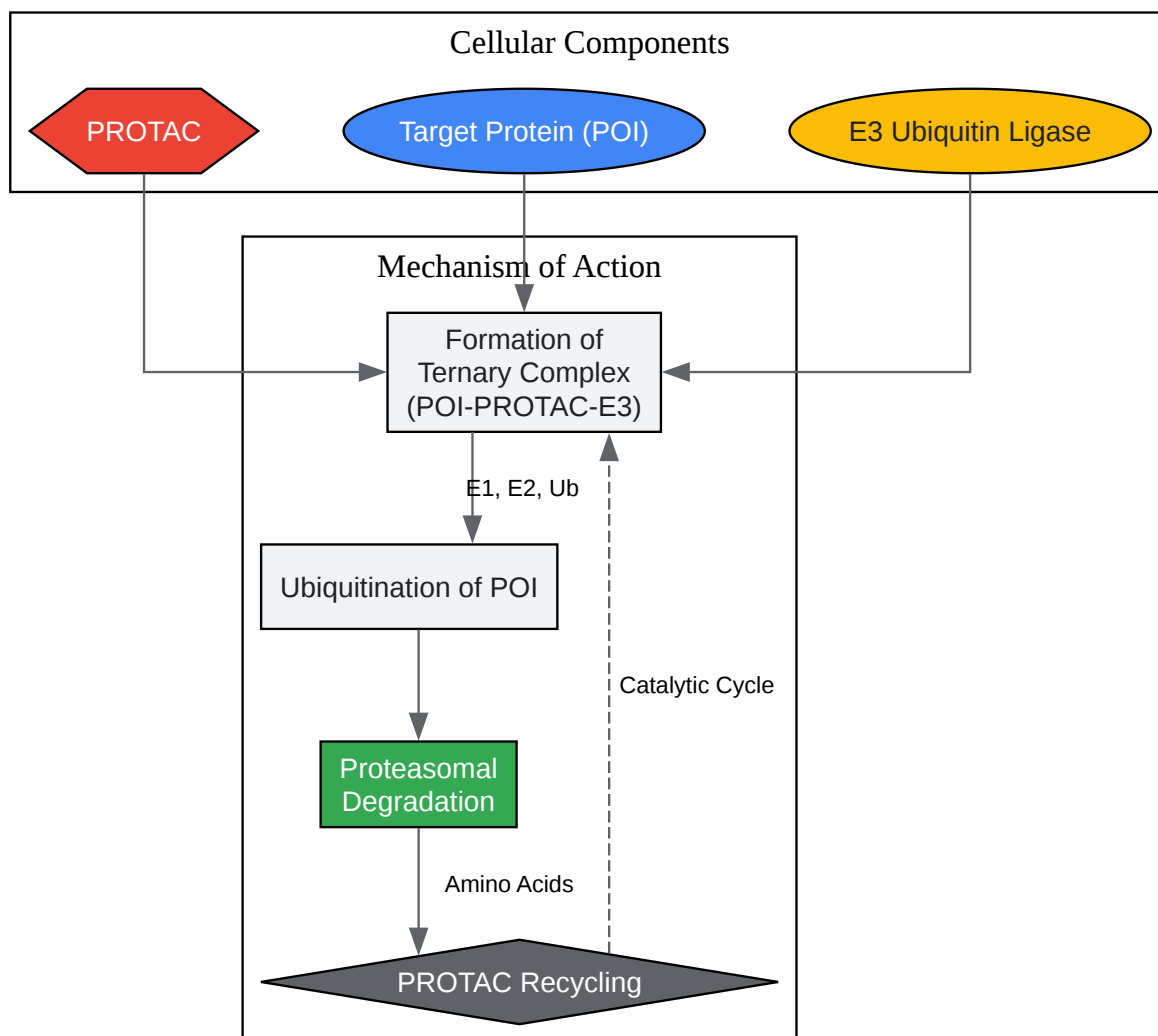 Cellular Components
PROTAC
Target Protein (POI)
E3 Ubiquitin Ligase
Mechanism of Action
Formation of
Ternary Complex
(POI-PROTAC-E3)
E1, E2, Ub
Ubiquitination of POI
Catalytic Cycle
Proteasomal
Degradation
Amino Acids
PROTAC Recycling